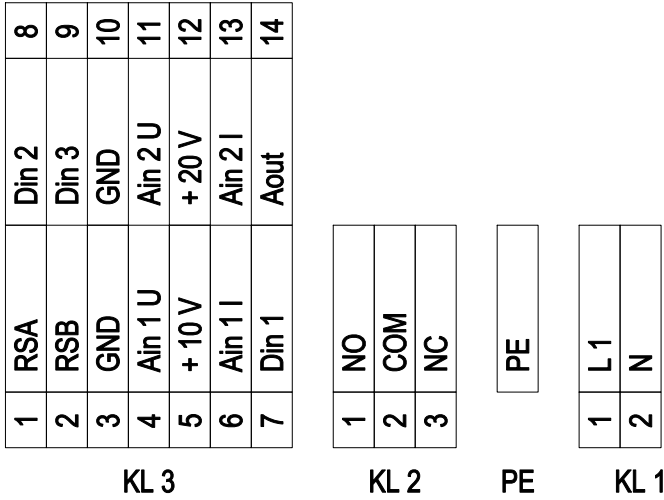 8 9 10 11 12 13 14
Din 2 Din 3 GND Ain 2 U + 20 V Ain 2 I Aout
RSA RSB GND Ain 1 U + 10 V Ain 1 I Din 1
1 2 3 4 5 6 7
KL 3
NO COM NC
1 2 3
KL 2
PE
PE
L1 N
1 2
KL 1